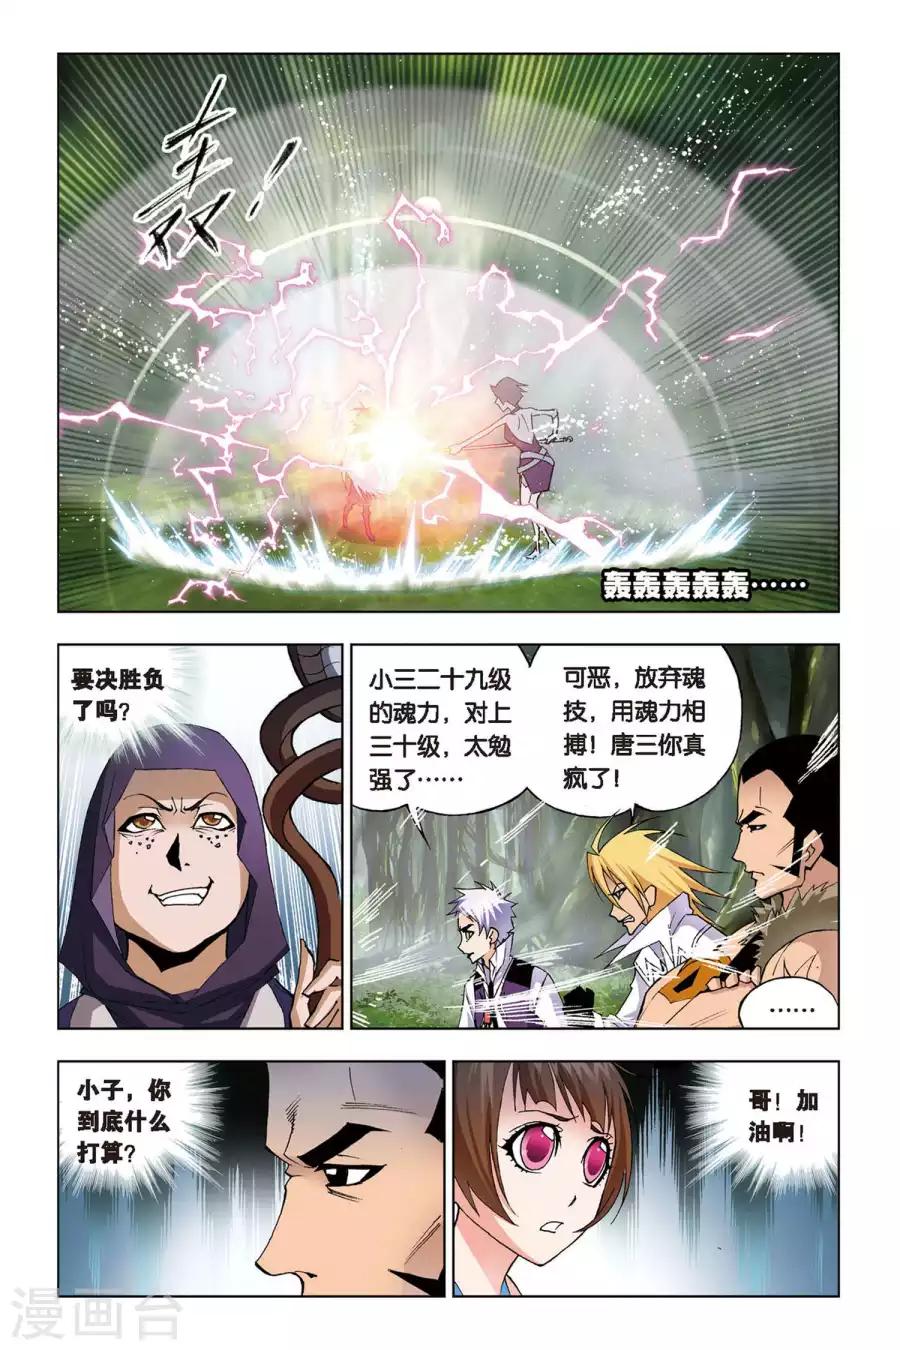 轰！
轰轰轰轰轰……
要决胜负
了吗？
小三二十九级
的魂力，对上
三十级，太勉
强了……
可恶，放弃魂
技，用魂力相
搏！唐三你真
疯了！
……
小子，你
到底什么
打算？
哥！加
油啊！
漫画台